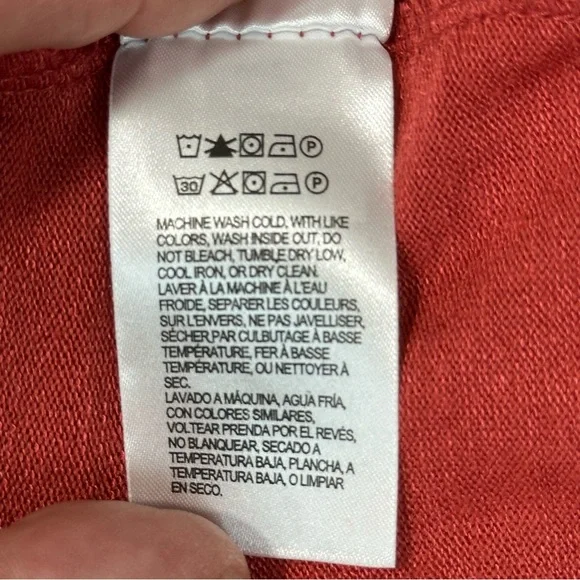 P
30 P
MACHINE WASH COLD, WITH LIKE
COLORS, WASH INSIDE OUT, DO
NOT BLEACH, TUMBLE DRY LOW,
COOL IRON, OR DRY CLEAN.
LAVER À LA MACHINE À L'EAU
FROIDE, SEPARER LES COULEURS,
SUR L'ENVERS, NE PAS JAVELLISER,
SÉCHER PAR CULBUTAGE À BASSE
TEMPÉRATURE, FER À BASSE
TEMPÉRATURE, OU NETTOYER À
SEC.
LAVADO A MÁQUINA, AGUA FRÍA,
CON COLORES SIMILARES,
VOLTEAR PRENDA POR EL REVÉS,
NO BLANQUEAR, SECADO A
TEMPERATURA BAJA, PLANCHA, A
TEMPERATURA BAJA, O LIMPIAR
EN SECO.